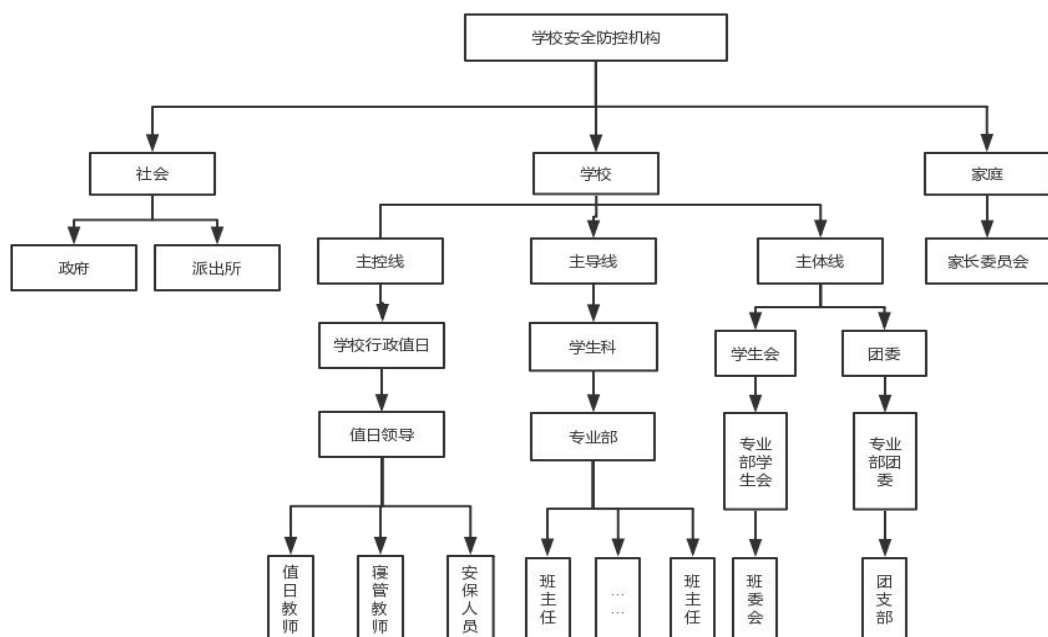 学校安全防控机构
社会
学校
家庭
政府
派出所
主控线
主导线
主体线
家长委员会
学校行政值日
学生科
学生会
团委
值日领导
专业部
专业
部学
生会
专业
部团
委
值日教师
寝管教师
安保人员
班主任
……
班主任
班委会
团支部